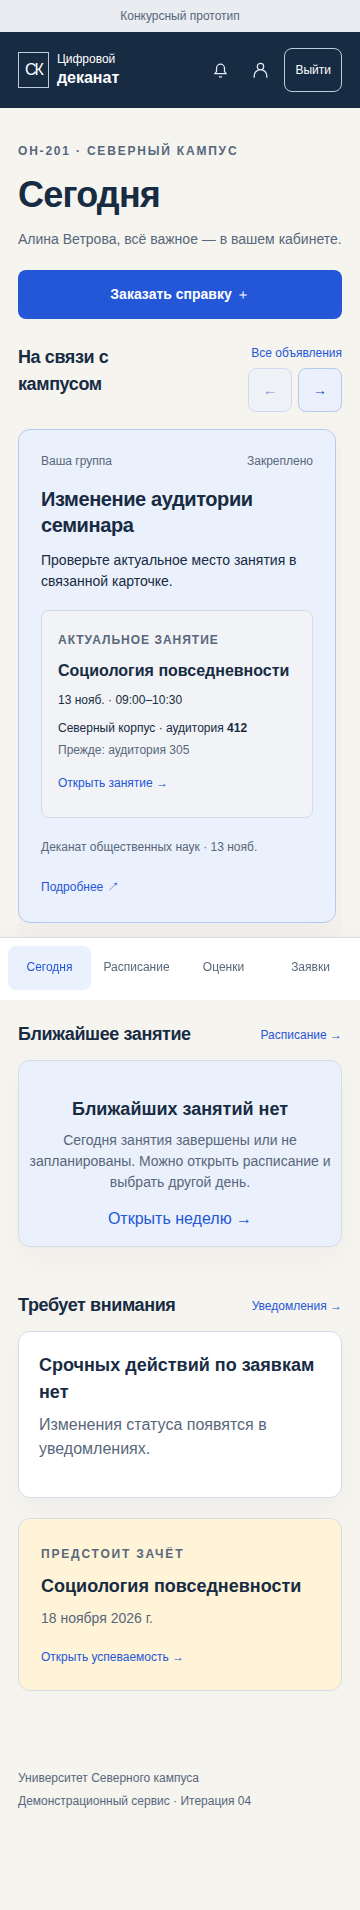 Конкурсный прототип
СК
Цифровой
деканат
Выйти
ОН-201 · СЕВЕРНЫЙ КАМПУС
Сегодня
Алина Ветрова, всё важное — в вашем кабинете.
Заказать справку +
На связи с
кампусом
Все объявления
← →
Ваша группа Закреплено
Изменение аудитории
семинара
Проверьте актуальное место занятия в
связанной карточке.
АКТУАЛЬНОЕ ЗАНЯТИЕ
Социология повседневности
13 нояб. · 09:00–10:30
Северный корпус · аудитория 412
Прежде: аудитория 305
Открыть занятие →
Деканат общественных наук · 13 нояб.
Подробнее ↗
Сегодня Расписание Оценки Заявки
Ближайшее занятие Расписание →
Ближайших занятий нет
Сегодня занятия завершены или не
запланированы. Можно открыть расписание и
выбрать другой день.
Открыть неделю →
Требует внимания Уведомления →
Срочных действий по заявкам
нет
Изменения статуса появятся в
уведомлениях.
ПРЕДСТОИТ ЗАЧЁТ
Социология повседневности
18 ноября 2026 г.
Открыть успеваемость →
Университет Северного кампуса
Демонстрационный сервис · Итерация 04